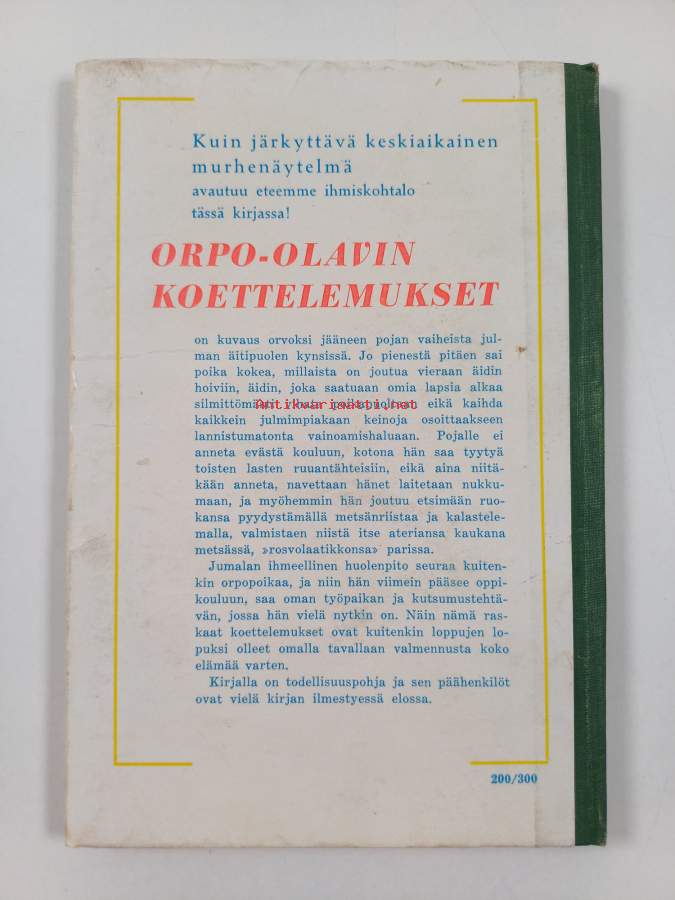 Kuin järkyttävä keskiaikainen
murhenäytelmä
avautuu eteemme ihmiskohtalo
tässä kirjassa!
ORPO-OLAVIN
KOETTELEMUKSET
on kuvaus orvoksi jääneen pojan vaiheista jul-
man äitipuolen kynsissä. Jo pienestä pitäen sai
poika kokea, millaista on joutua vieraan äidin
hoiviin, äidin, joka saatuaan omia lapsia alkaa
silmittömästi vihata poikapuoltaan eikä kaihda
Antikvariaatti.net
kaikkein julmimpiakaan keinoja osoittaakseen
lannistumatonta vainoamishaluaan. Pojalle ei
anneta evästä kouluun, kotona hän saa tyytyä
toisten lasten ruuantähteisiin, eikä aina niitä-
kään anneta, navettaan hänet laitetaan nukku-
maan, ja myöhemmin hän joutuu etsimään ruo-
kansa pyydystämällä metsänriistaa ja kalastele-
malla, valmistaen niistä itse ateriansa kaukana
metsässä, »rosvolaatikkonsa» parissa.
Jumalan ihmeellinen huolenpito seuraa kuiten-
kin orpopoikaa, ja niin hän viimein pääsee oppi-
kouluun, saa oman työpaikan ja kutsumustehtä-
vän, jossa hän vielä nytkin on. Näin nämä ras-
kaat koettelemukset ovat kuitenkin loppujen lo-
puksi olleet omalla tavallaan valmennusta koko
elämää varten.
Kirjalla on todellisuuspohja ja sen päähenkilöt
ovat vielä kirjan ilmestyessä elossa.
200/300